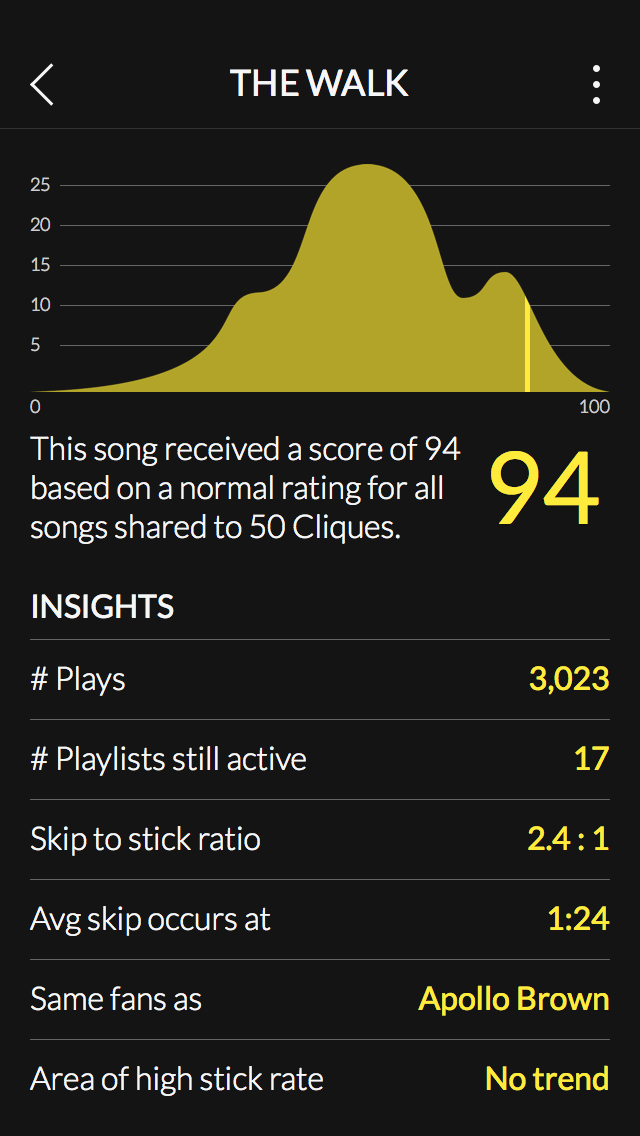 THE WALK
25
20
15
10
5
0 100
This song received a score of 94
based on a normal rating for all
songs shared to 50 Cliques.
94
INSIGHTS
# Plays 3,023
# Playlists still active 17
Skip to stick ratio 2.4 : 1
Avg skip occurs at 1:24
Same fans as Apollo Brown
Area of high stick rate No trend